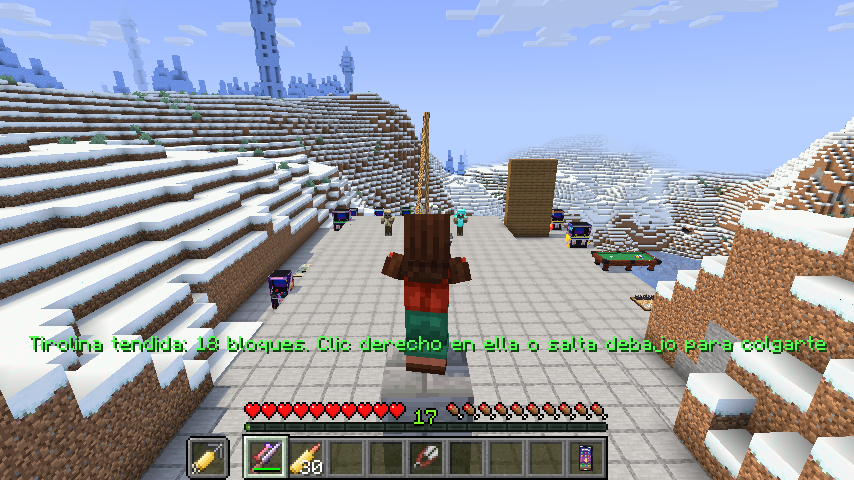 Tirolina tendida: 18 bloques. Clic derecho en ella o salta debajo para colgarte
17
30